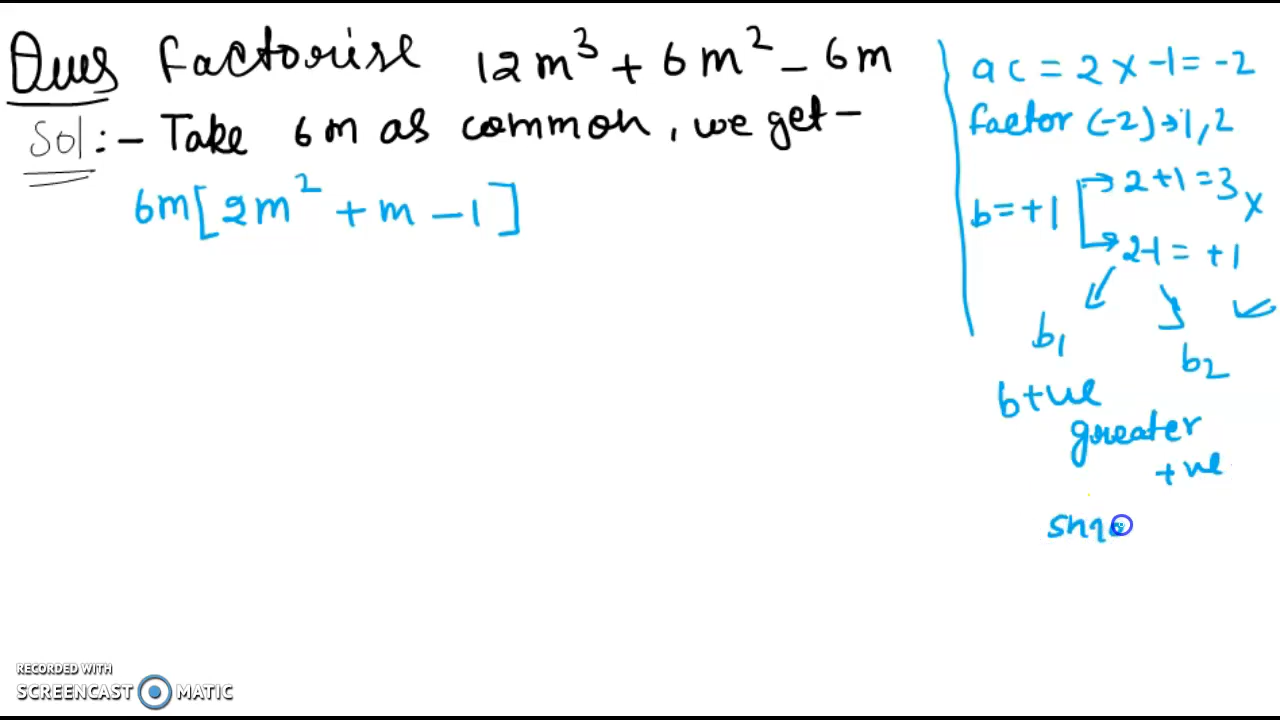 Ques Factorise 12m³ + 6m² - 6m
Sol :- Take 6m as common, we get -
6m[2m² + m - 1]
ac = 2 x -1 = -2
factor (-2) → 1, 2
b = +1
2+1 = 3 x
2-1 = +1
b₁
b₂
b +ve
greater
+ve
RECORDED WITH
SCREENCAST MATIC